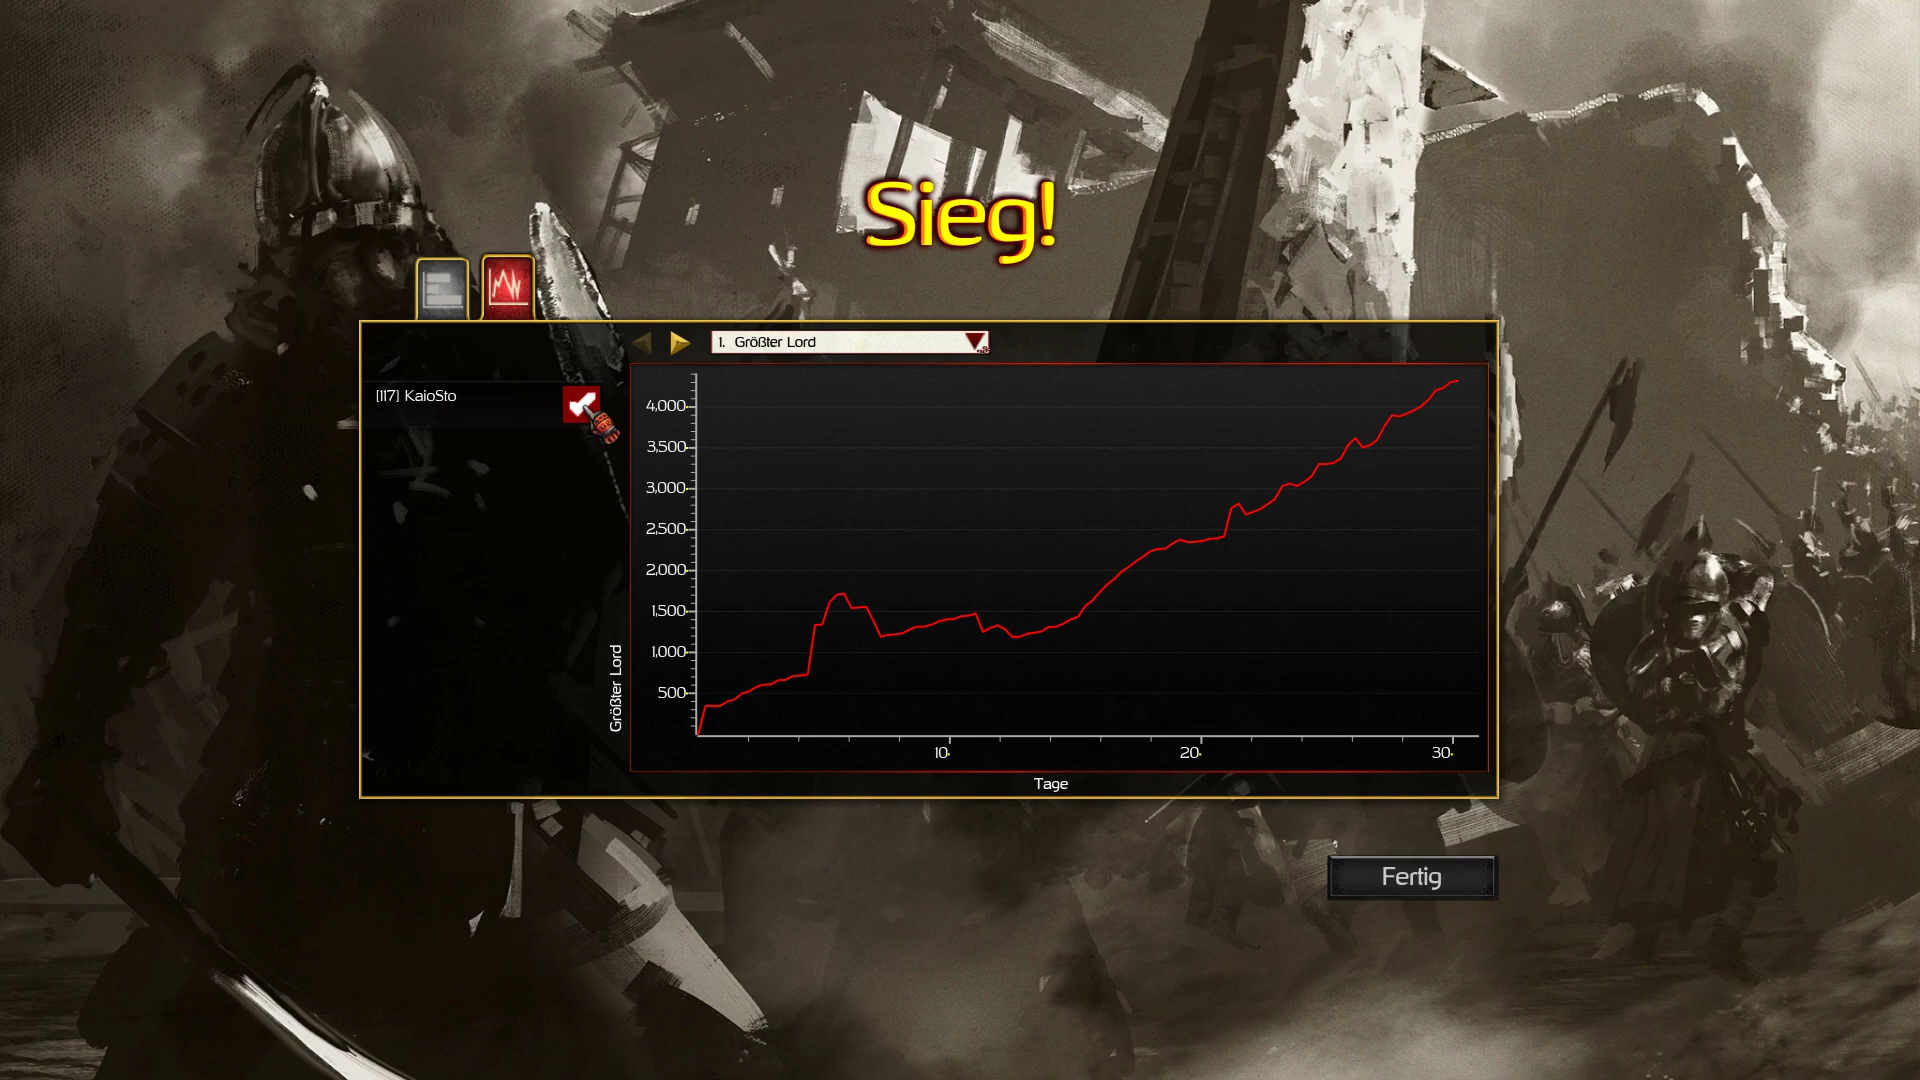 Sieg!
1. Größter Lord
[117] KaioSto
4,000
3,500
3,000
2,500
2,000
1,500
1,000
500
Größter Lord
10
20
30
Tage
Fertig